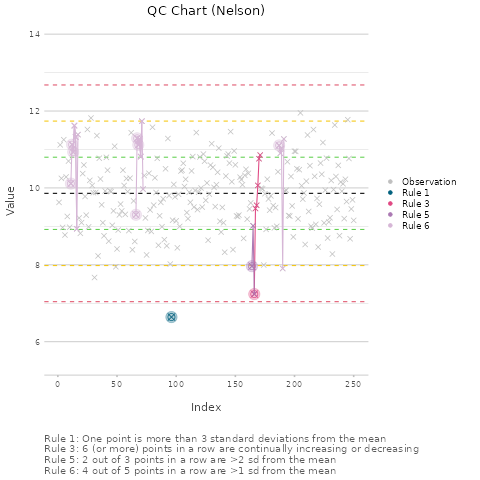 QC Chart (Nelson)
14
12
10
8
6
Value
0
50
100
150
200
250
Index
Observation
Rule 1
Rule 3
Rule 5
Rule 6
Rule 1: One point is more than 3 standard deviations from the mean
Rule 3: 6 (or more) points in a row are continually increasing or decreasing
Rule 5: 2 out of 3 points in a row are >2 sd from the mean
Rule 6: 4 out of 5 points in a row are >1 sd from the mean